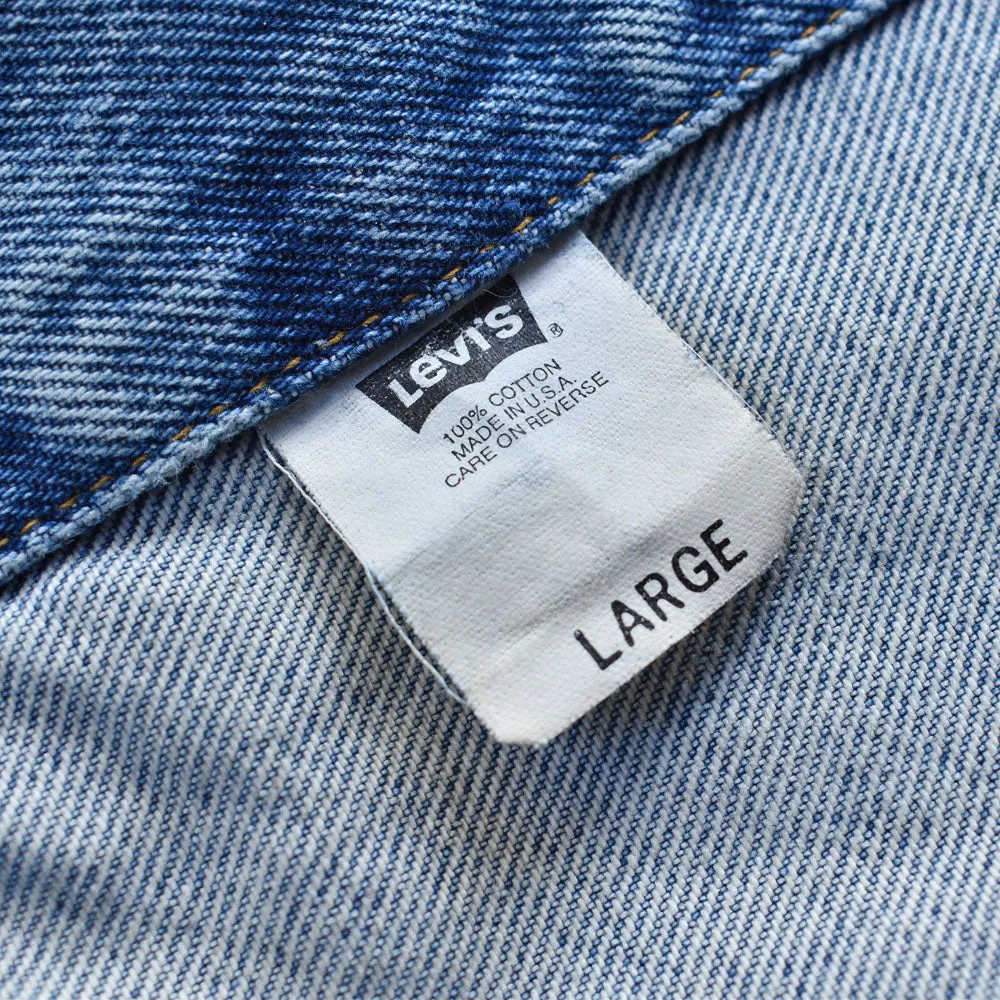 Levi's ®
100% COTTON
MADE IN U.S.A.
CARE ON REVERSE
LARGE